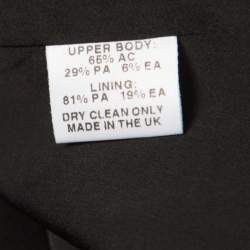 UPPER BODY:
65% AC
29% PA 6% EA
LINING:
81% PA 19% EA
DRY CLEAN ONLY
MADE IN THE UK